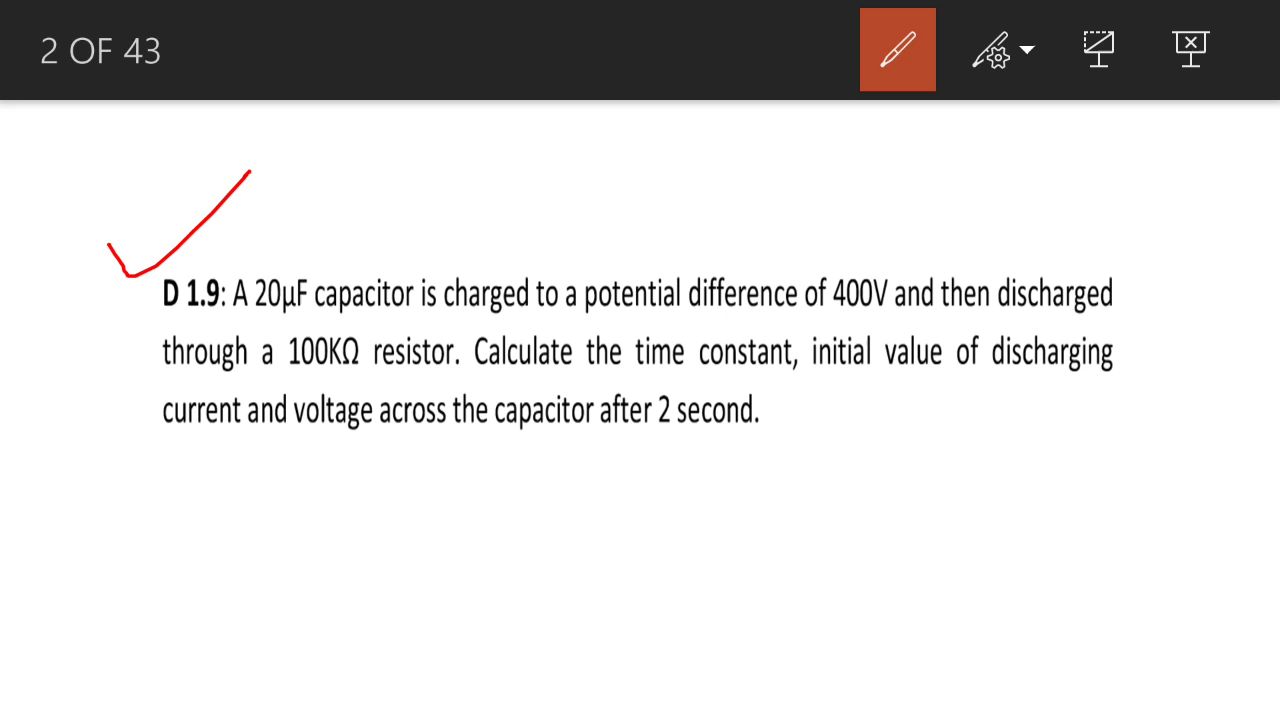 2 OF 43
D 1.9: A 20μF capacitor is charged to a potential difference of 400V and then discharged
through a 100KΩ resistor. Calculate the time constant, initial value of discharging
current and voltage across the capacitor after 2 second.